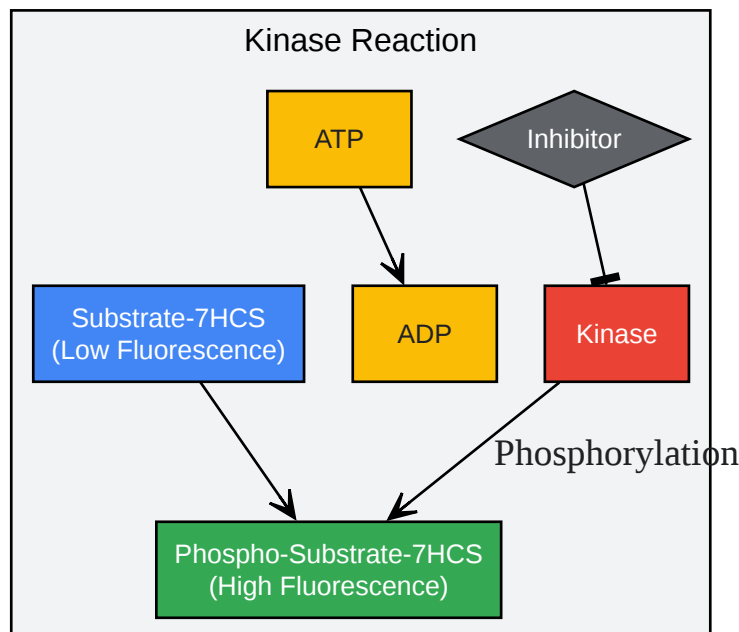 Kinase Reaction
ATP
Inhibitor
Substrate-7HCS
(Low Fluorescence)
ADP
Kinase
Phosphorylation
Phospho-Substrate-7HCS
(High Fluorescence)